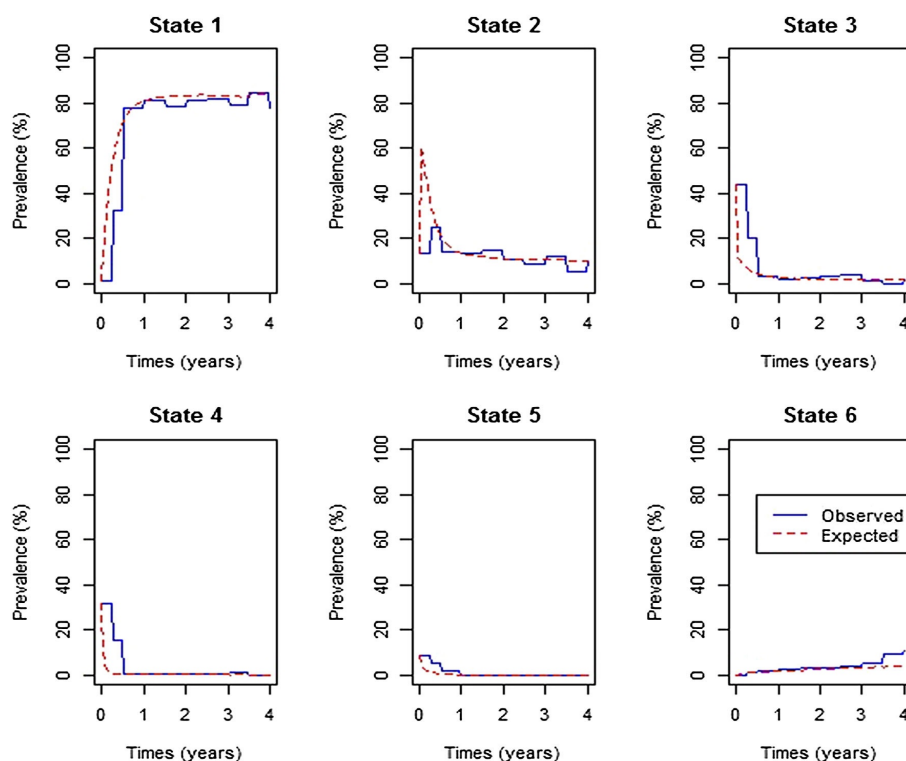 State 1
State 2
State 3
Prevalence (%)
0 20 40 60 80 100
0 1 2 3 4
Times (years)
Prevalence (%)
0 20 40 60 80 100
0 1 2 3 4
Times (years)
Prevalence (%)
0 20 40 60 80 100
0 1 2 3 4
Times (years)
State 4
State 5
State 6
Prevalence (%)
0 20 40 60 80 100
0 1 2 3 4
Times (years)
Prevalence (%)
0 20 40 60 80 100
0 1 2 3 4
Times (years)
Prevalence (%)
0 20 40 60 80 100
Observed
Expected
0 1 2 3 4
Times (years)